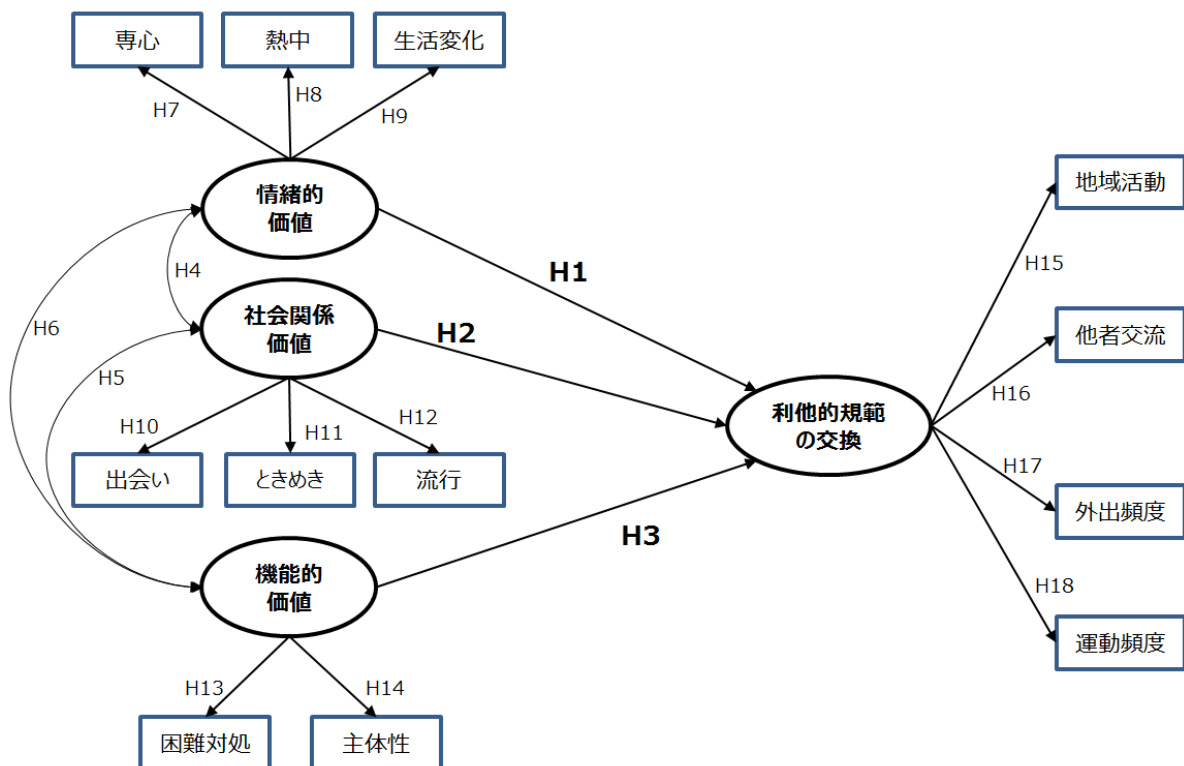 専心
熱中
生活変化
H7
H8
H9
情緒的
価値
H4
H6
H5
社会関係
価値
H10
H11
H12
出会い
ときめき
流行
機能的
価値
H13
H14
困難対処
主体性
H1
H2
H3
利他的規範
の交換
H15
H16
H17
H18
地域活動
他者交流
外出頻度
運動頻度